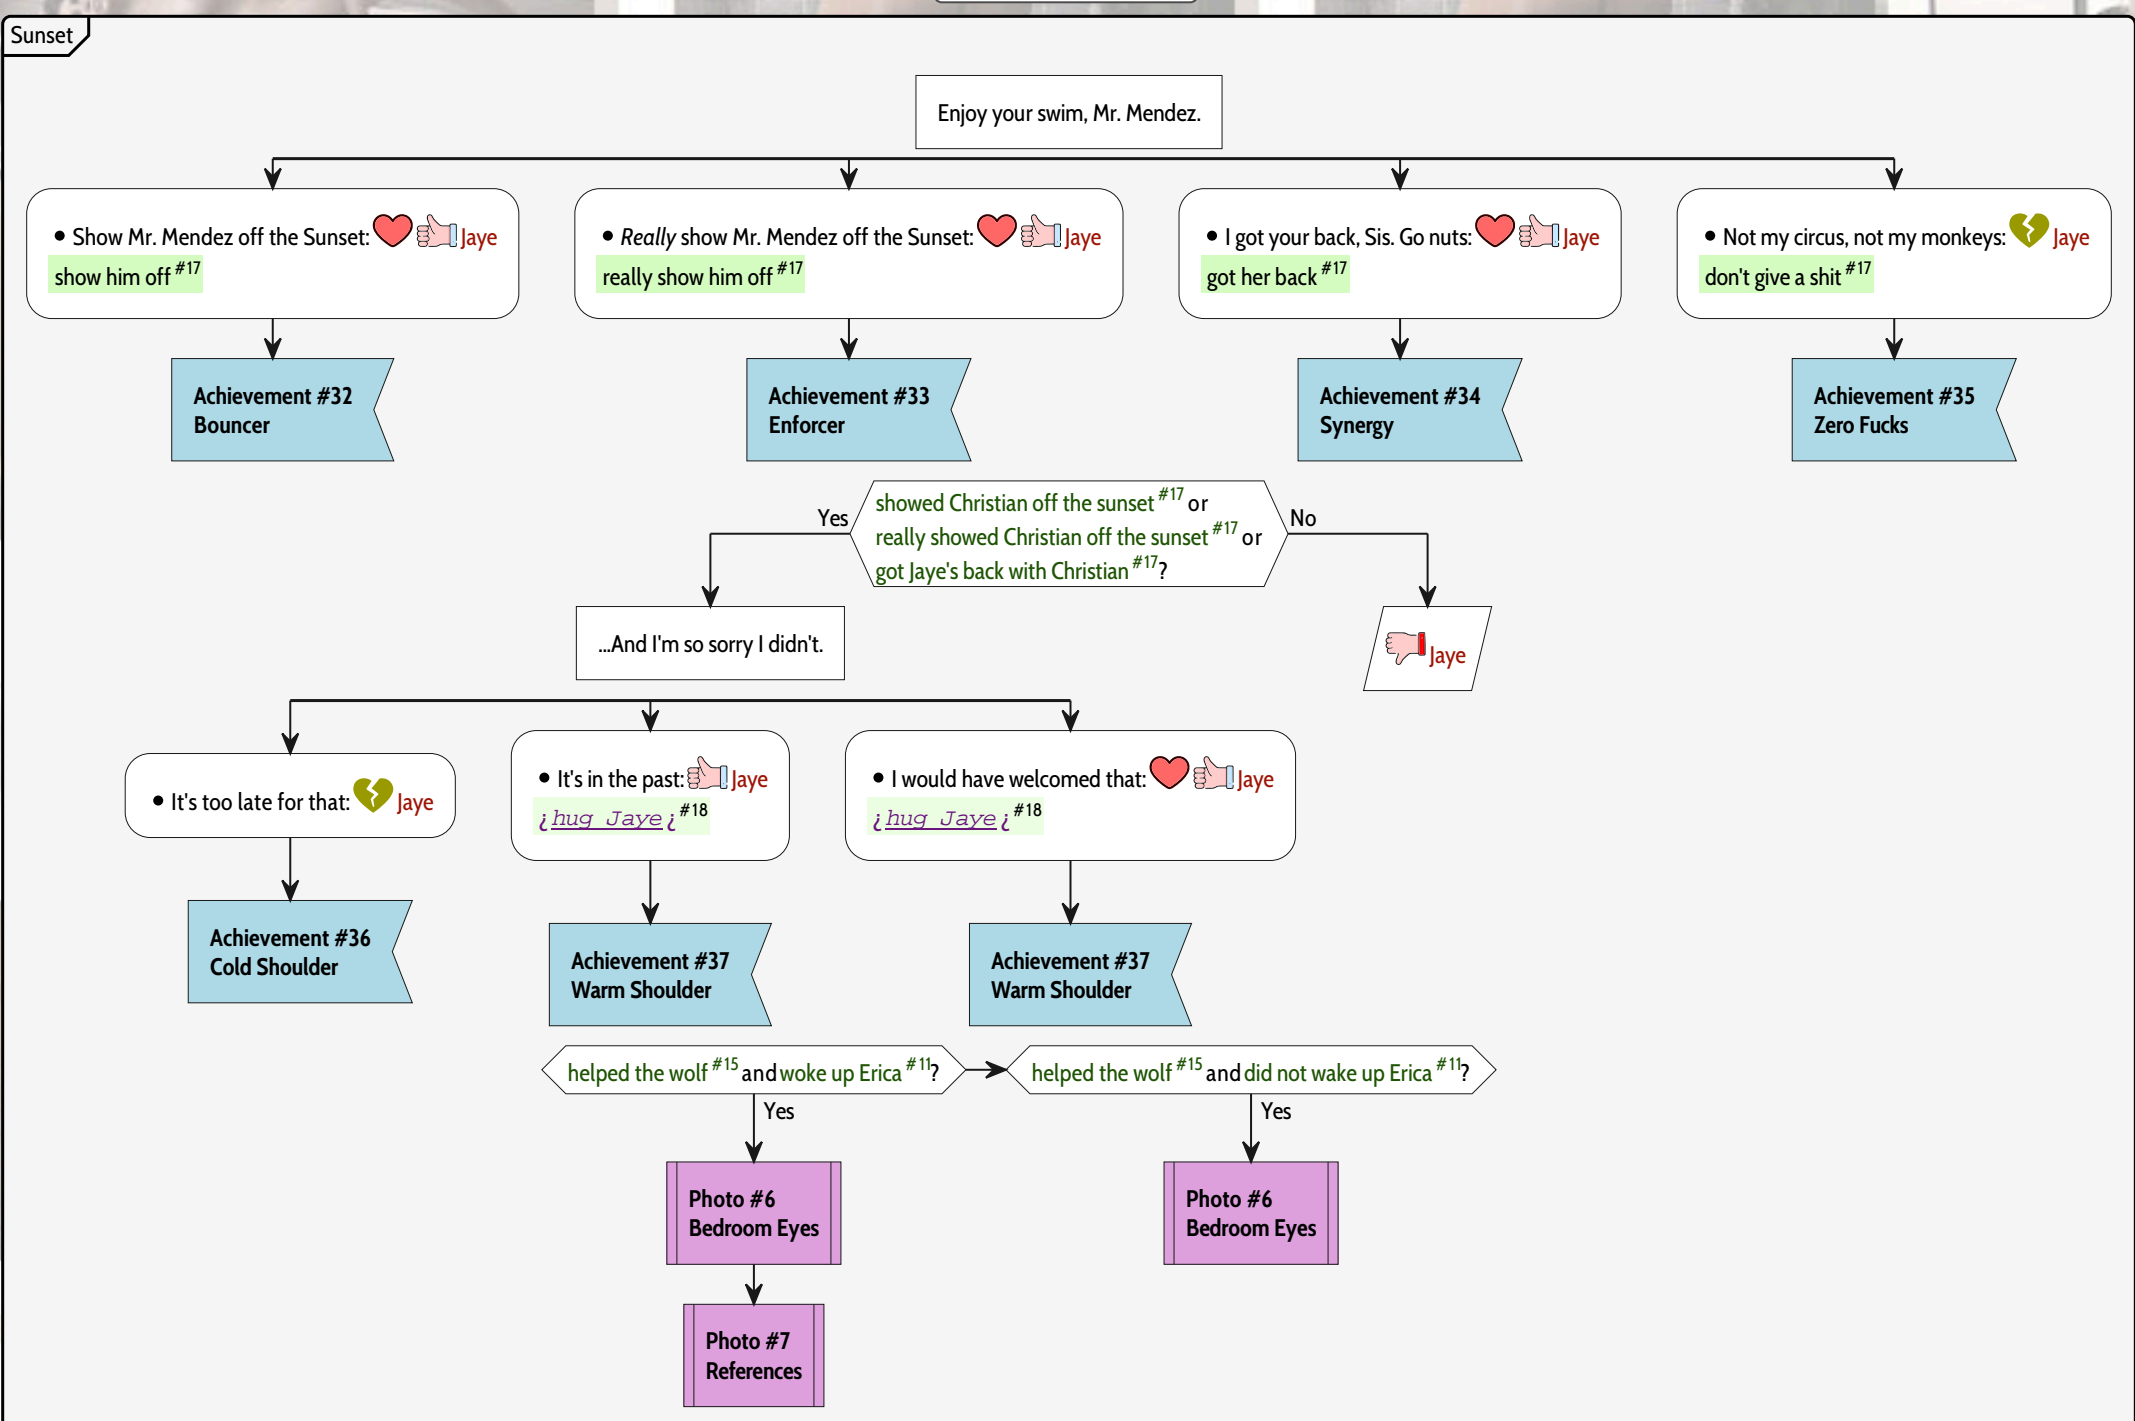 Sunset
Enjoy your swim, Mr. Mendez.
• Show Mr. Mendez off the Sunset: Jaye
show him off #17
• Really show Mr. Mendez off the Sunset: Jaye
really show him off #17
• I got your back, Sis. Go nuts: Jaye
got her back #17
• Not my circus, not my monkeys: Jaye
don't give a shit #17
Achievement #32
Bouncer
Achievement #33
Enforcer
Achievement #34
Synergy
Achievement #35
Zero Fucks
showed Christian off the sunset #17 or
really showed Christian off the sunset #17 or
got Jaye's back with Christian #17?
Yes
No
...And I'm so sorry I didn't.
Jaye
• It's too late for that: Jaye
• It's in the past: Jaye
¿hug Jaye¿ #18
• I would have welcomed that: Jaye
¿hug Jaye¿ #18
Achievement #36
Cold Shoulder
Achievement #37
Warm Shoulder
Achievement #37
Warm Shoulder
helped the wolf #15 and woke up Erica #11?
helped the wolf #15 and did not wake up Erica #11?
Yes
Yes
Photo #6
Bedroom Eyes
Photo #6
Bedroom Eyes
Photo #7
References